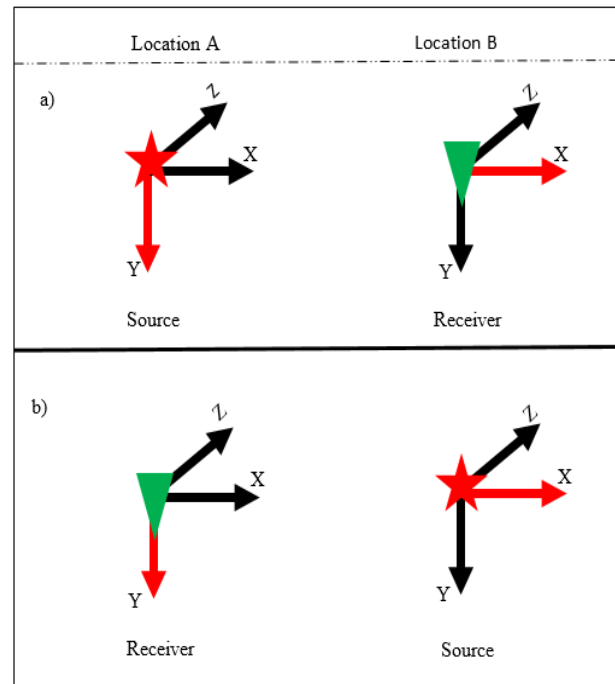 Location A Location B
a)
Z Z
X X
Y Y
Source Receiver
b)
Z Z
X X
Y Y
Receiver Source